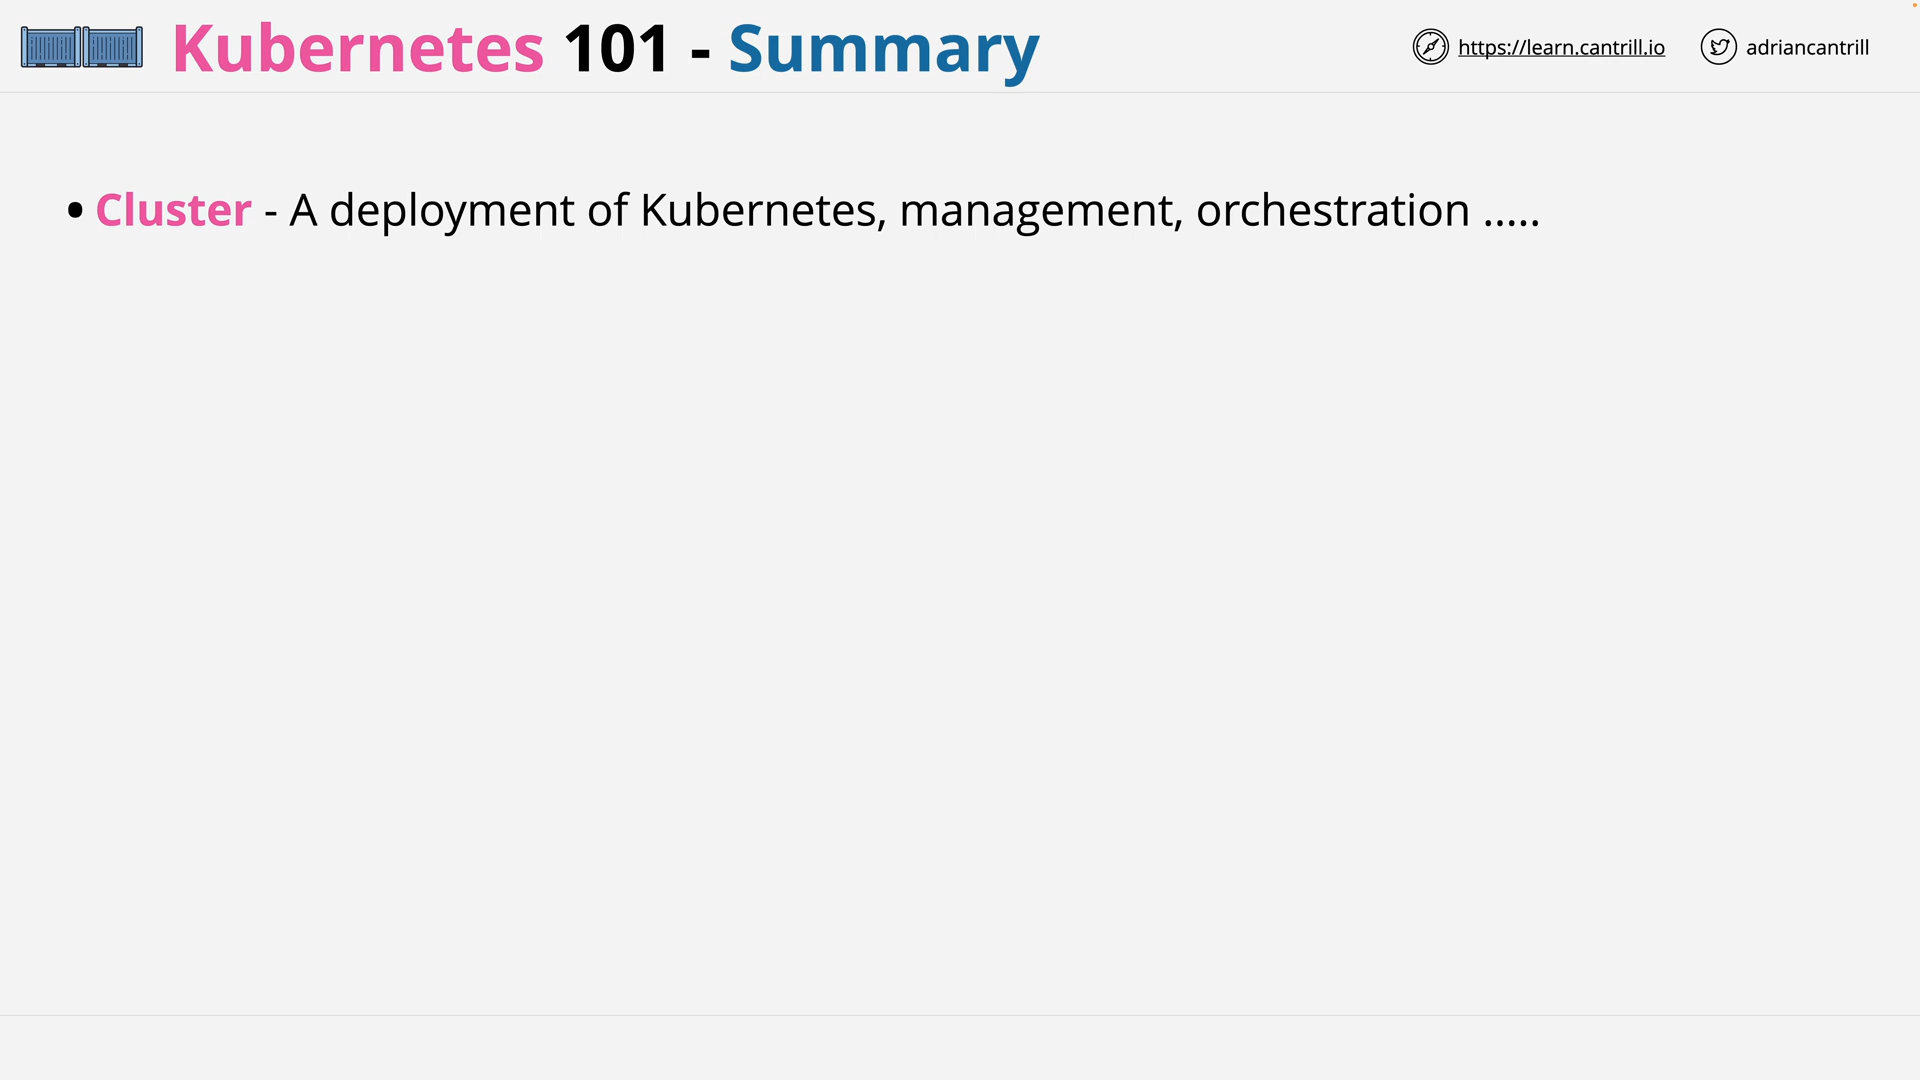 Kubernetes 101 - Summary
https://learn.cantrill.io
adriancantrill
• Cluster - A deployment of Kubernetes, management, orchestration .....